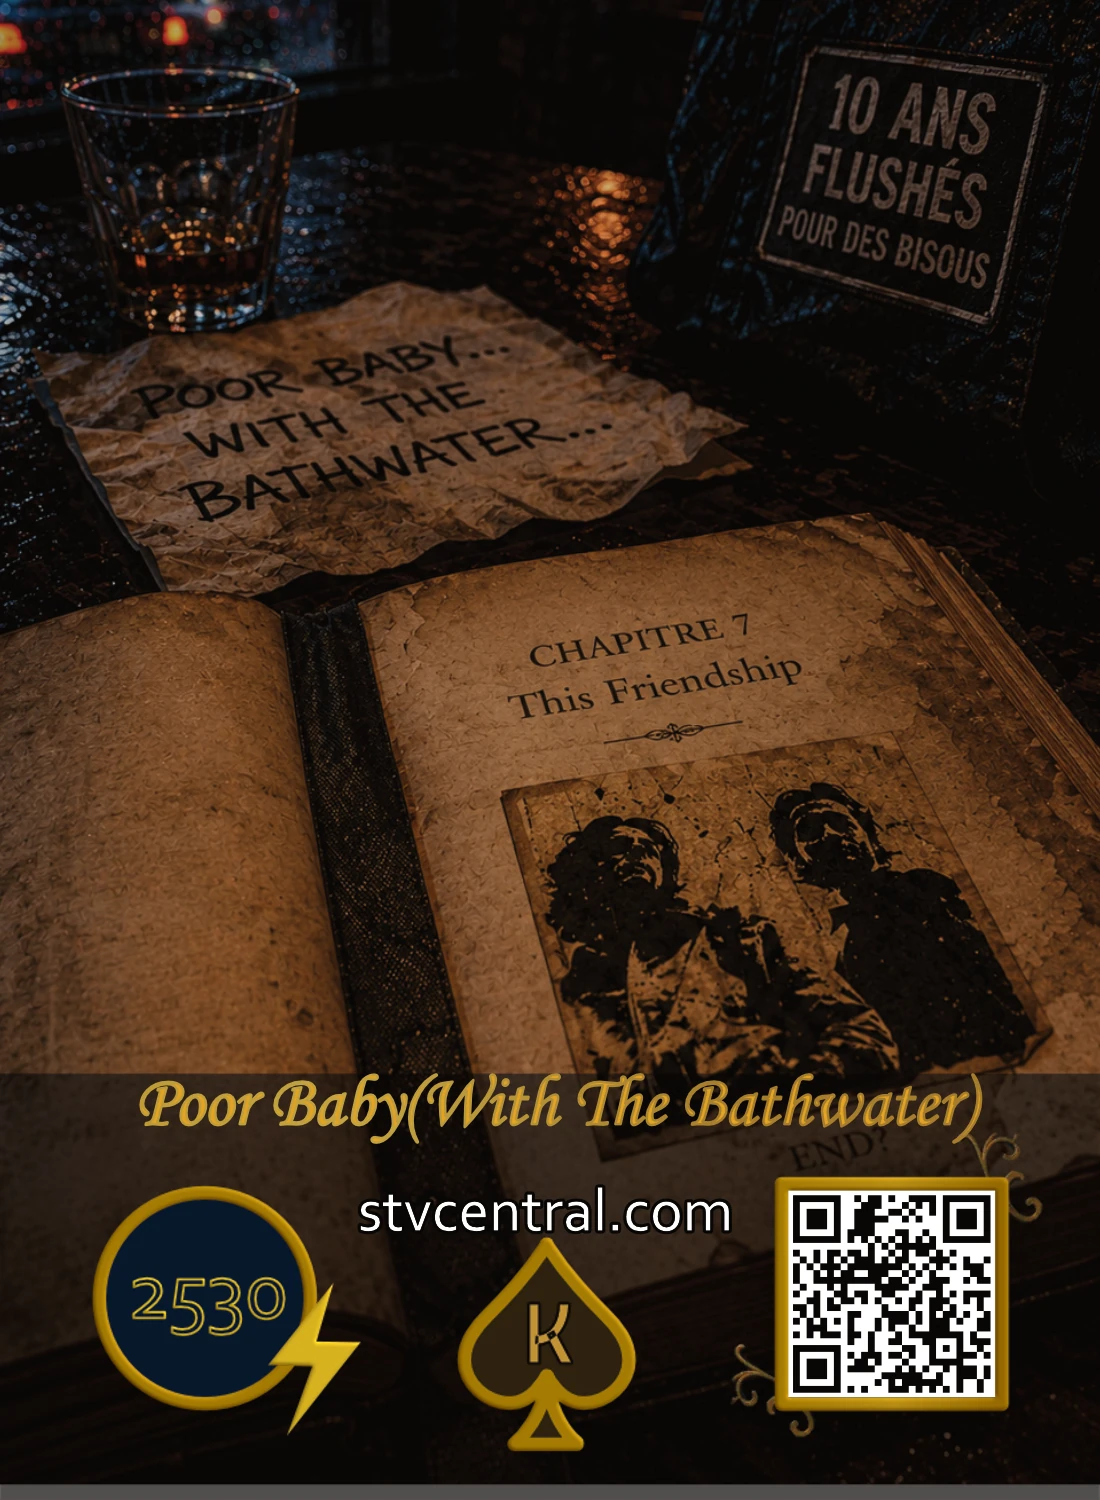 10 ANS
FLUSHÉS
POUR DES BISOUS
POOR BABY...
WITH THE
BATHWATER...
CHAPITRE 7
This Friendship
Poor Baby(With The Bathwater)
END?
stvcentral.com
2530
K